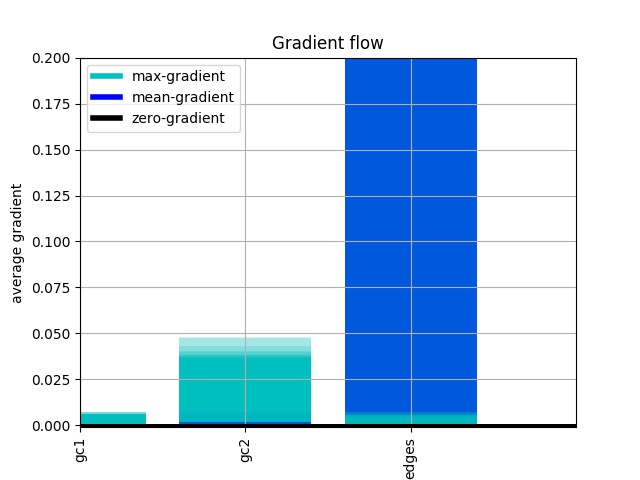 Gradient flow
max-gradient
mean-gradient
zero-gradient
average gradient
0.200
0.175
0.150
0.125
0.100
0.075
0.050
0.025
0.000
gc1
gc2
edges